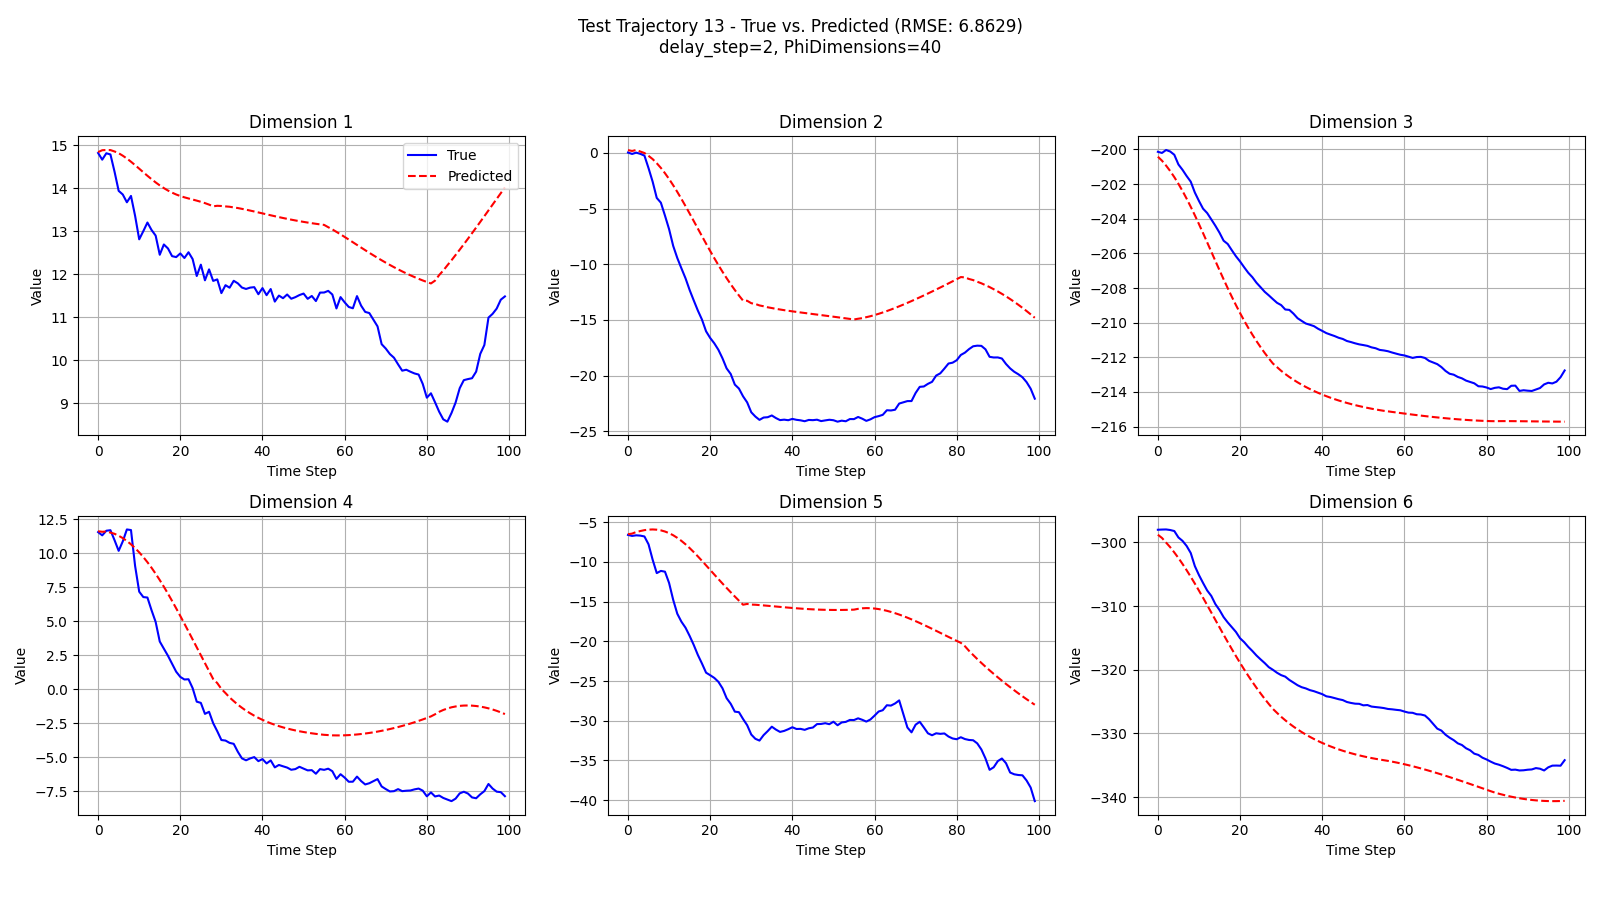 Test Trajectory 13 - True vs. Predicted (RMSE: 6.8629)
delay_step=2, PhiDimensions=40
Dimension 1
15
14
13
12
11
10
9
Value
0 20 40 60 80 100
Time Step
True
Predicted
Dimension 2
0
−5
−10
−15
−20
−25
Value
0 20 40 60 80 100
Time Step
Dimension 3
−200
−202
−204
−206
−208
−210
−212
−214
−216
Value
0 20 40 60 80 100
Time Step
Dimension 4
12.5
10.0
7.5
5.0
2.5
0.0
−2.5
−5.0
−7.5
Value
0 20 40 60 80 100
Time Step
Dimension 5
−5
−10
−15
−20
−25
−30
−35
−40
Value
0 20 40 60 80 100
Time Step
Dimension 6
−300
−310
−320
−330
−340
Value
0 20 40 60 80 100
Time Step